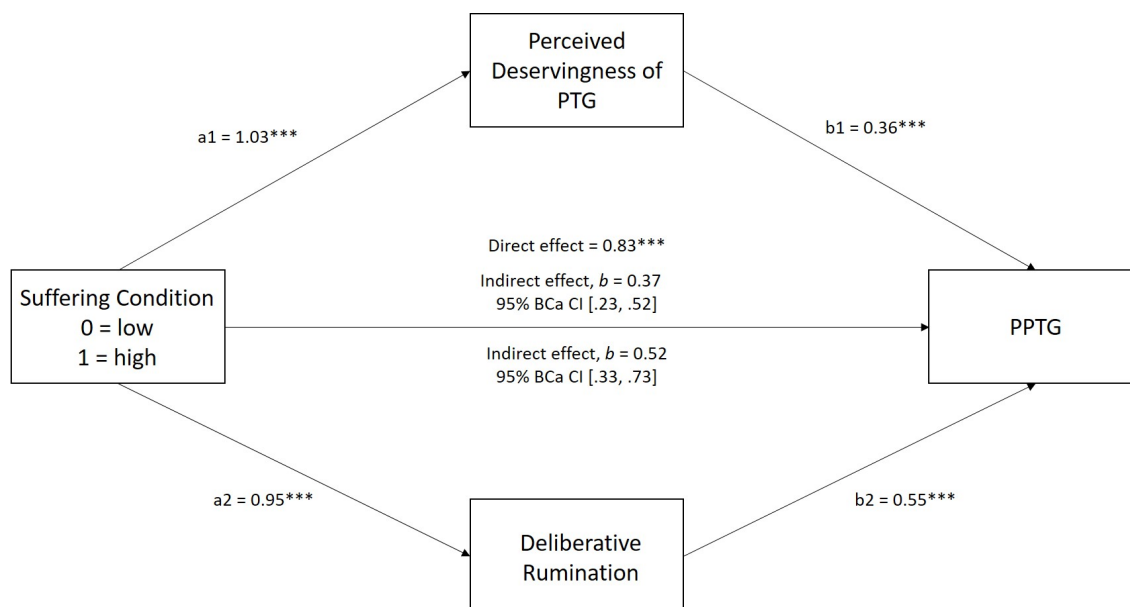 Perceived
Deservingness of
PTG
a1 = 1.03***
b1 = 0.36***
Direct effect = 0.83***
Indirect effect, b = 0.37
95% BCa CI [.23, .52]
Suffering Condition
0 = low
1 = high
PPTG
Indirect effect, b = 0.52
95% BCa CI [.33, .73]
a2 = 0.95***
b2 = 0.55***
Deliberative
Rumination